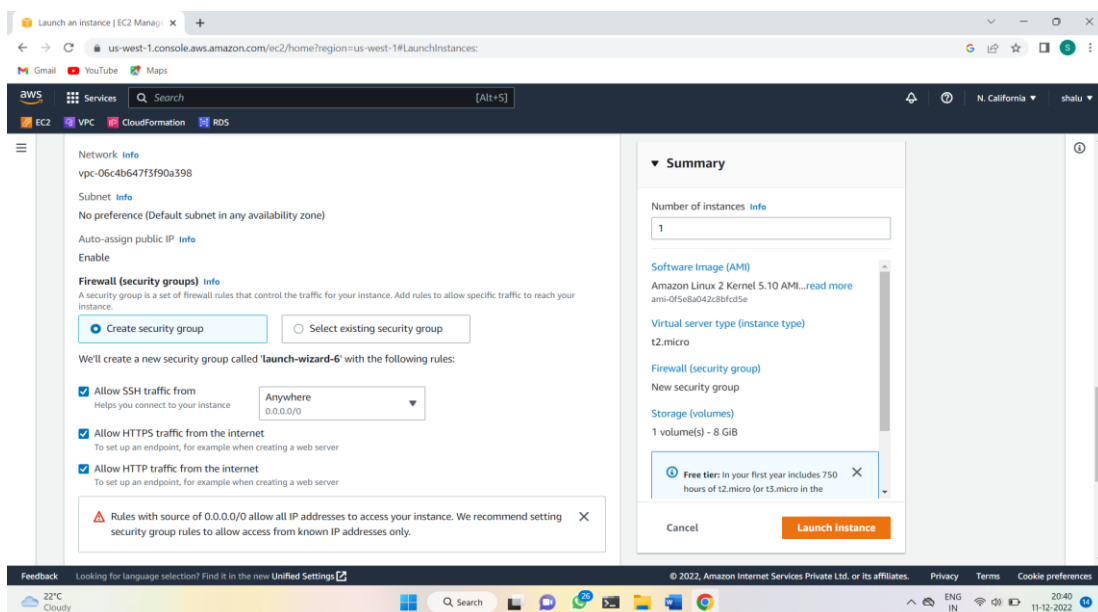 Launch an instance | EC2 Manag
us-west-1.console.aws.amazon.com/ec2/home?region=us-west-1#LaunchInstances:
G
S
Gmail
YouTube
Maps
aws
Services
Search
[Alt+S]
N. California
shalu
EC2
VPC
CloudFormation
RDS
Network Info
vpc-06c4b647f3f90a398
Subnet Info
No preference (Default subnet in any availability zone)
Auto-assign public IP Info
Enable
Firewall (security groups) Info
A security group is a set of firewall rules that control the traffic for your instance. Add rules to allow specific traffic to reach your
instance.
Create security group
Select existing security group
We'll create a new security group called 'launch-wizard-6' with the following rules:
Allow SSH traffic from
Helps you connect to your instance
Anywhere
0.0.0.0/0
Allow HTTPS traffic from the internet
To set up an endpoint, for example when creating a web server
Allow HTTP traffic from the internet
To set up an endpoint, for example when creating a web server
Rules with source of 0.0.0.0/0 allow all IP addresses to access your instance. We recommend setting
security group rules to allow access from known IP addresses only.
Summary
Number of instances Info
1
Software Image (AMI)
Amazon Linux 2 Kernel 5.10 AMI...read more
ami-0f5e8a042c8bfcd5e
Virtual server type (instance type)
t2.micro
Firewall (security group)
New security group
Storage (volumes)
1 volume(s) - 8 GiB
Free tier: In your first year includes 750
hours of t2.micro (or t3.micro in the
Cancel
Launch instance
Feedback
Looking for language selection? Find it in the new Unified Settings
© 2022, Amazon Internet Services Private Ltd. or its affiliates.
Privacy
Terms
Cookie preferences
22°C
Cloudy
Search
26
ENG
IN
20:40
11-12-2022
14